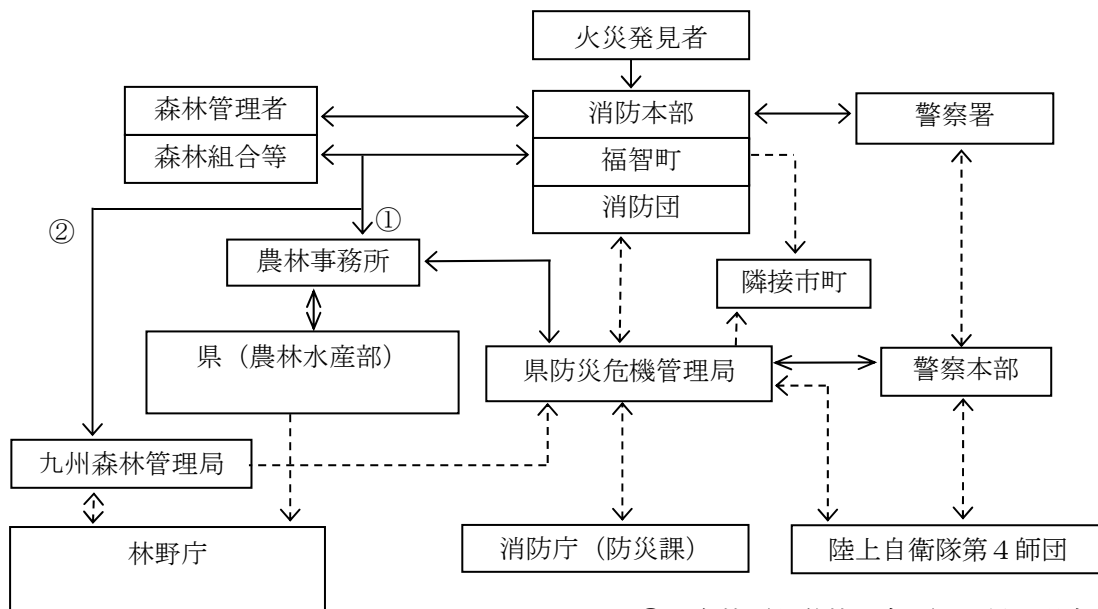 火災発見者
森林管理者
消防本部
警察署
森林組合等
福智町
消防団
②
①
農林事務所
隣接市町
県（農林水産部）
県防災危機管理局
警察本部
九州森林管理局
林野庁
消防庁（防災課）
陸上自衛隊第４師団